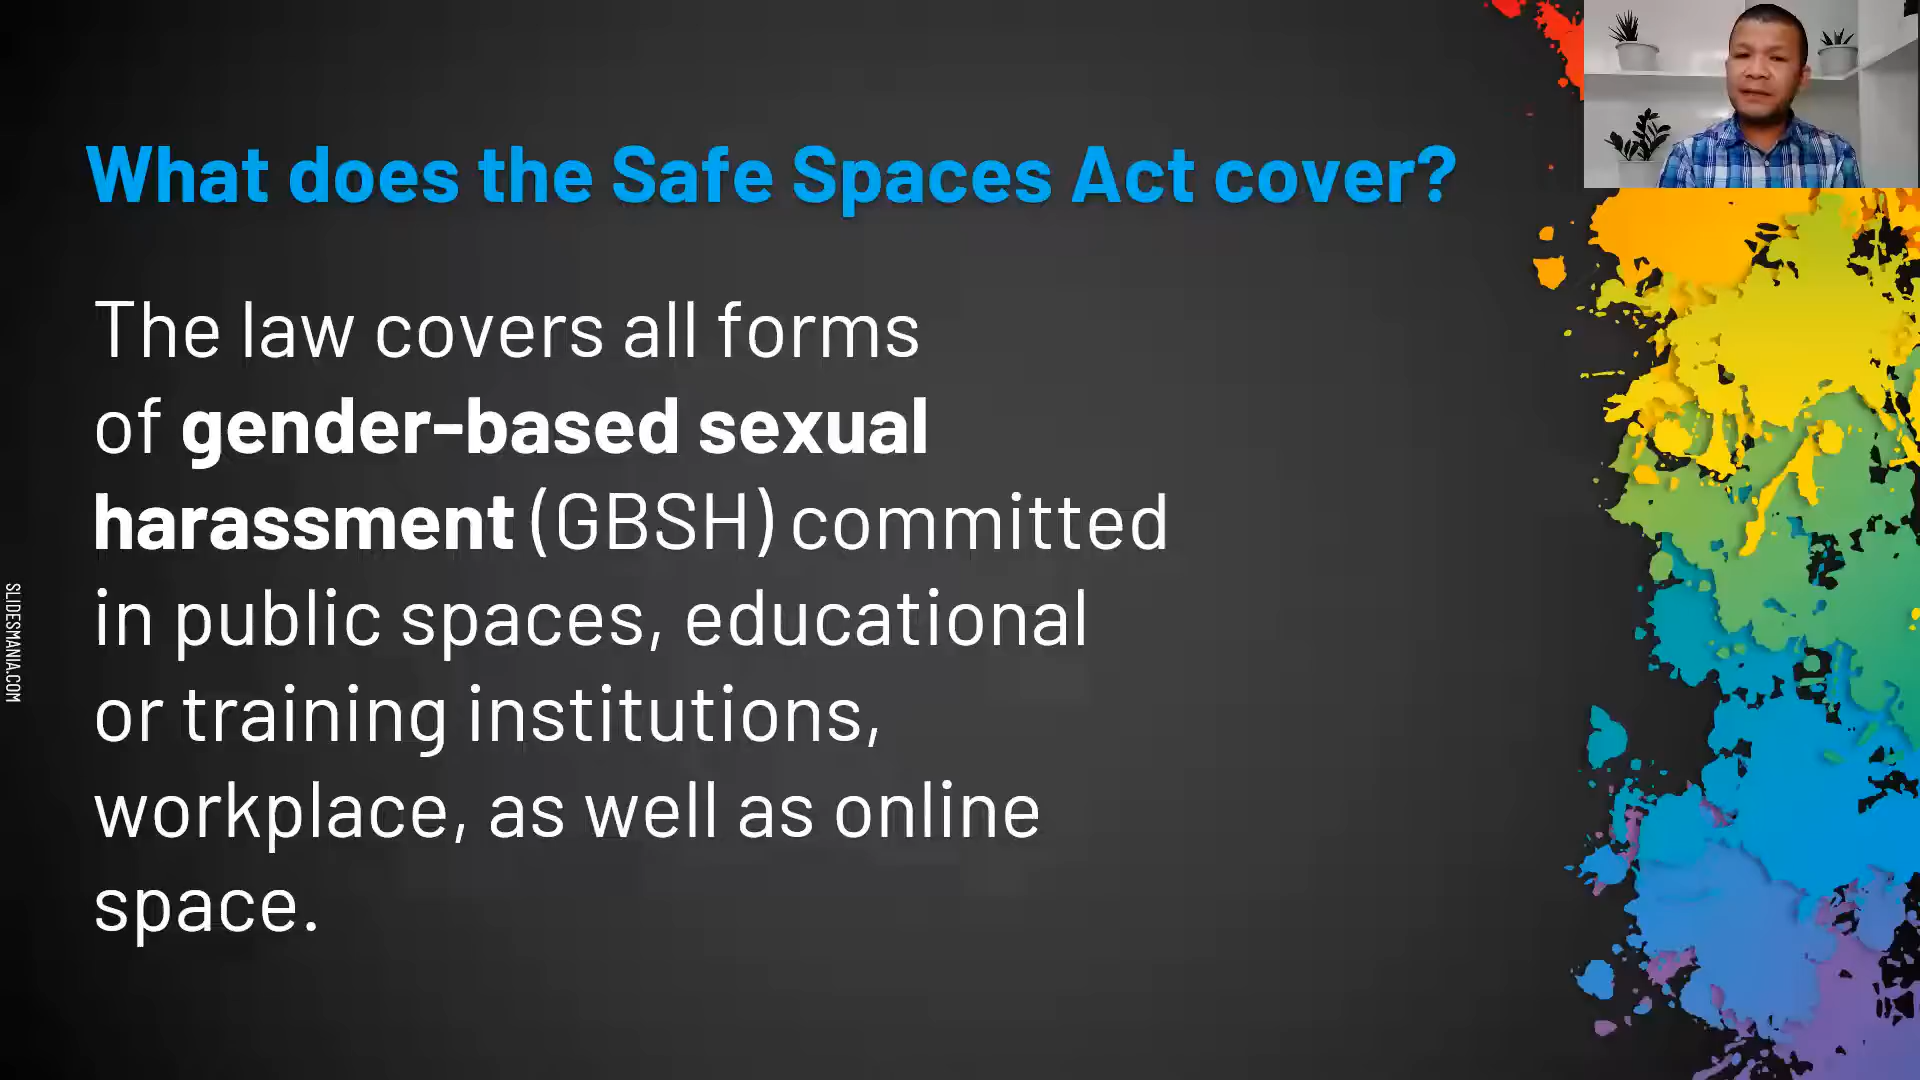 What does the Safe Spaces Act cover?
The law covers all forms
of gender-based sexual
harassment (GBSH) committed
in public spaces, educational
or training institutions,
workplace, as well as online
space.
SLIDESMANIA.COM